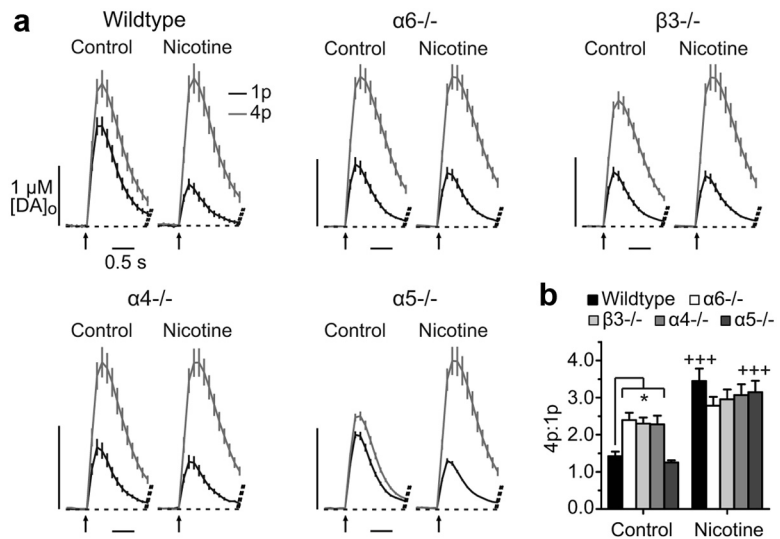 a
Wildtype
α6-/-
β3-/-
Control Nicotine
Control Nicotine
Control Nicotine
1p
4p
1 µM
[DA]o
0.5 s
α4-/-
α5-/-
Control Nicotine
Control Nicotine
b
Wildtype α6-/-
β3-/- α4-/- α5-/-
4p:1p
4.0
3.0
2.0
1.0
0.0
*
+++ +++
Control Nicotine